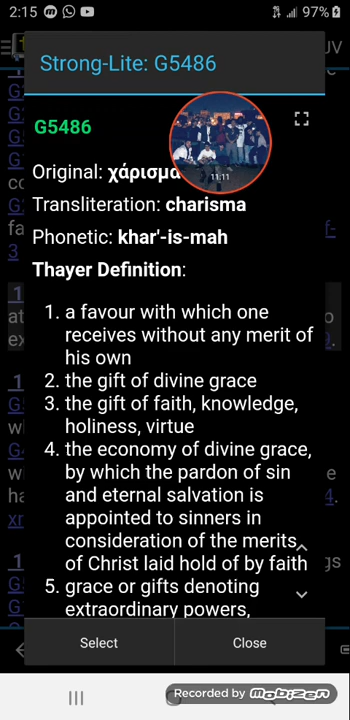 2:15
97%
UV
Strong-Lite: G5486
G5486
Original: χάρισμα
11:11
Transliteration: charisma
Phonetic: khar'-is-mah
Thayer Definition:
1. a favour with which one
receives without any merit of
his own
2. the gift of divine grace
3. the gift of faith, knowledge,
holiness, virtue
4. the economy of divine grace,
by which the pardon of sin
and eternal salvation is
appointed to sinners in
consideration of the merits
of Christ laid hold of by faith
5. grace or gifts denoting
extraordinary powers,
Select
Close
Recorded by Mobizen